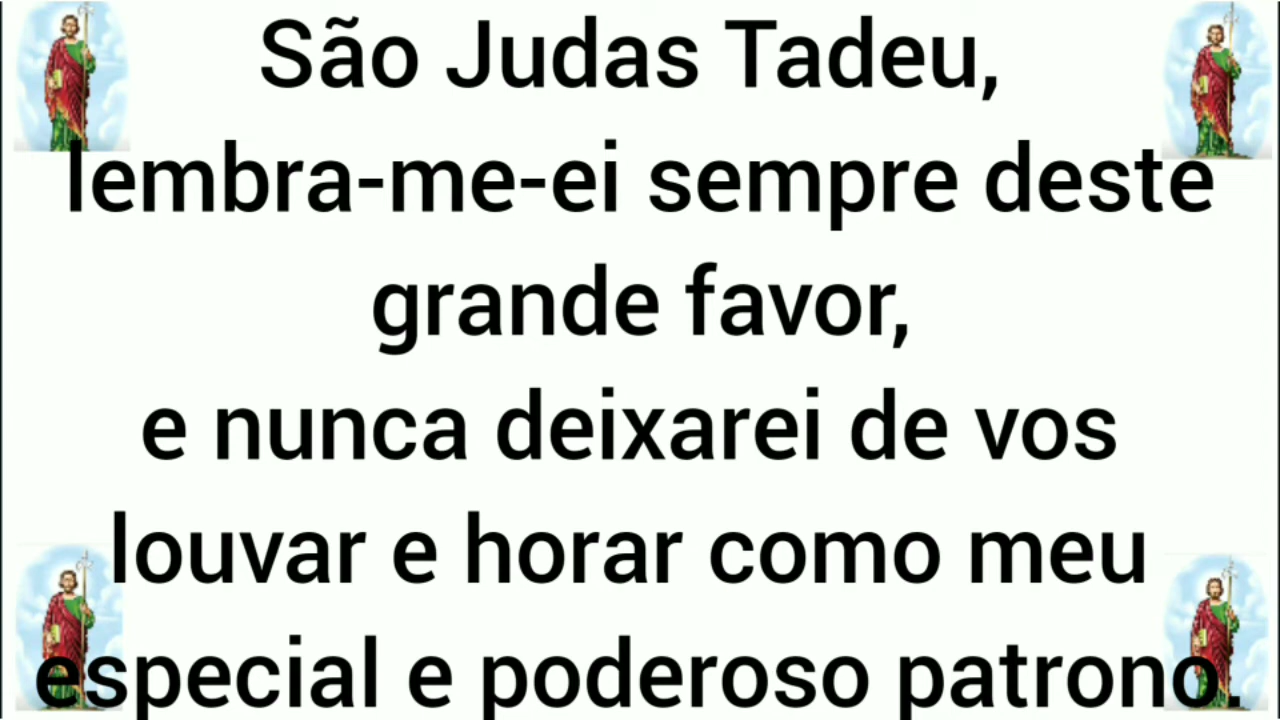 São Judas Tadeu,
lembra-me-ei sempre deste
grande favor,
e nunca deixarei de vos
louvar e horar como meu
especial e poderoso patrono.